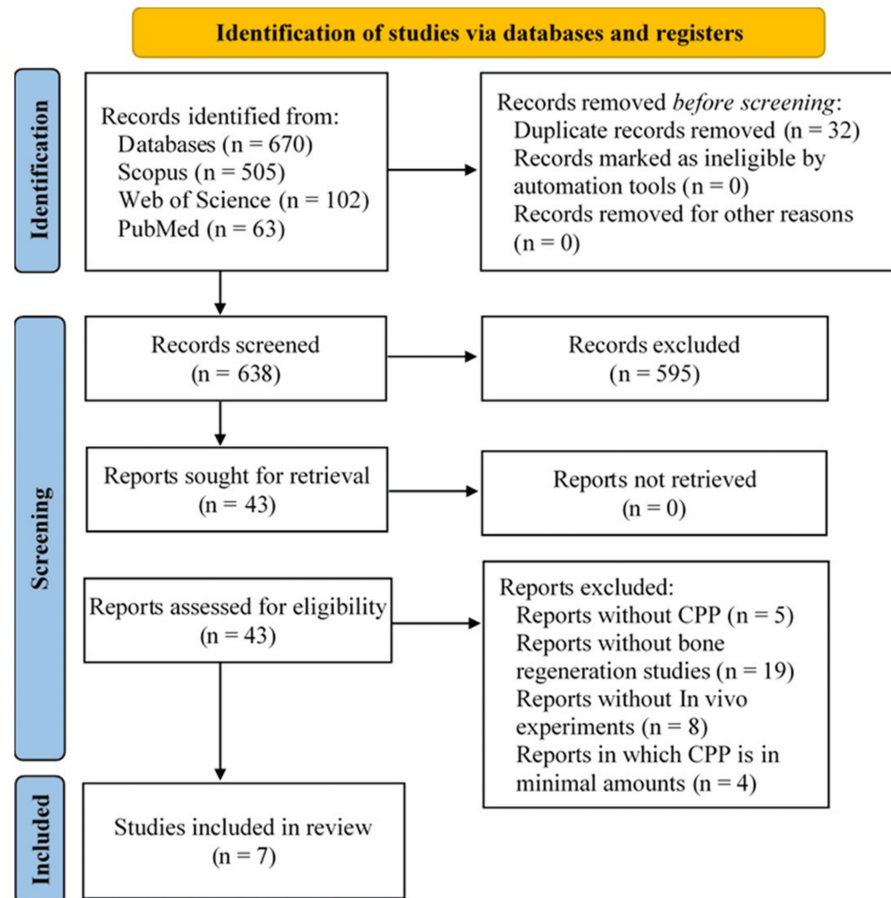 Identification of studies via databases and registers
Identification
Records identified from:
Databases (n = 670)
Scopus (n = 505)
Web of Science (n = 102)
PubMed (n = 63)
Records removed before screening:
Duplicate records removed (n = 32)
Records marked as ineligible by
automation tools (n = 0)
Records removed for other reasons
(n = 0)
Screening
Records screened
(n = 638)
Records excluded
(n = 595)
Reports sought for retrieval
(n = 43)
Reports not retrieved
(n = 0)
Reports assessed for eligibility
(n = 43)
Reports excluded:
Reports without CPP (n = 5)
Reports without bone
regeneration studies (n = 19)
Reports without In vivo
experiments (n = 8)
Reports in which CPP is in
minimal amounts (n = 4)
Included
Studies included in review
(n = 7)